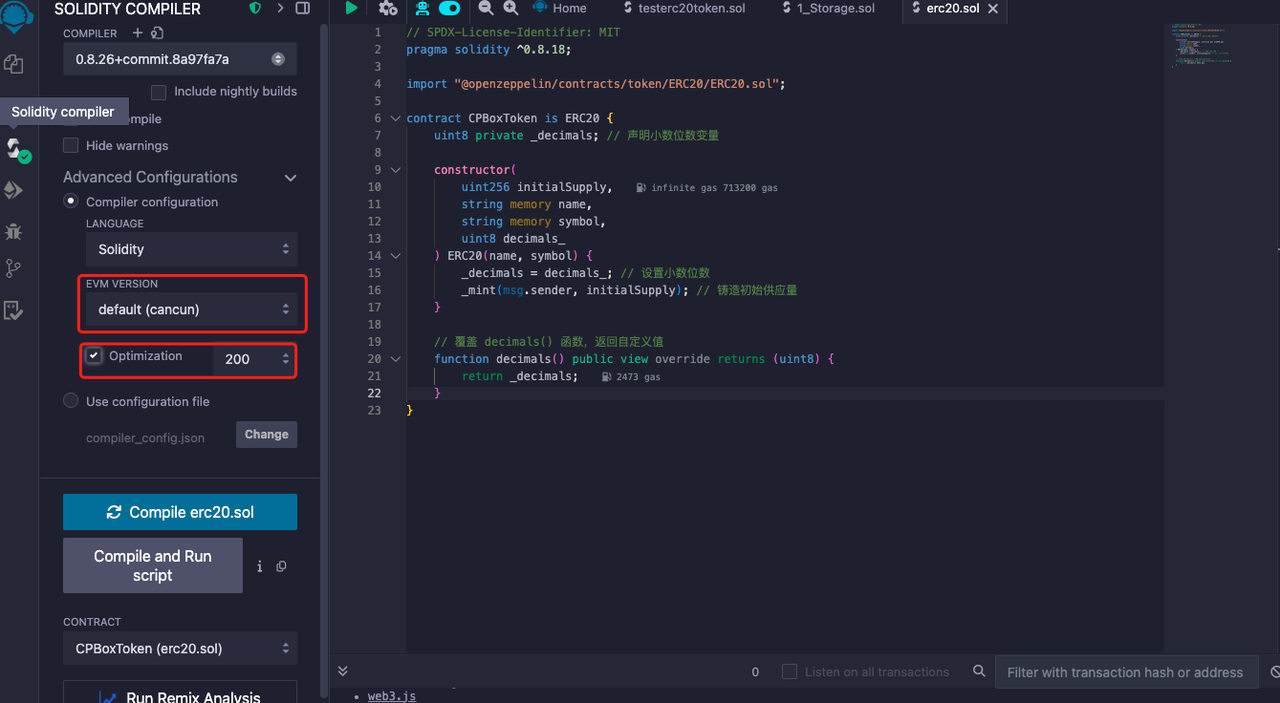 SOLIDITY COMPILER
COMPILER
0.8.26+commit.8a97fa7a
Include nightly builds
Solidity compiler
mpile
Hide warnings
Advanced Configurations
Compiler configuration
LANGUAGE
Solidity
EVM VERSION
default (cancun)
Optimization 200
Use configuration file
compiler_config.json Change
Compile erc20.sol
Compile and Run
script
i
CONTRACT
CPBoxToken (erc20.sol)
Run Remix Analysis
Home testerc20token.sol 1_Storage.sol erc20.sol
1 // SPDX-License-Identifier: MIT
2 pragma solidity ^0.8.18;
3
4 import "@openzeppelin/contracts/token/ERC20/ERC20.sol";
5
6 contract CPBoxToken is ERC20 {
7 uint8 private _decimals; // 声明小数位数变量
8
9 constructor(
10 uint256 initialSupply, infinite gas 713200 gas
11 string memory name,
12 string memory symbol,
13 uint8 decimals_
14 ) ERC20(name, symbol) {
15 _decimals = decimals_; // 设置小数位数
16 _mint(msg.sender, initialSupply); // 铸造初始供应量
17 }
18
19 // 覆盖 decimals() 函数，返回自定义值
20 function decimals() public view override returns (uint8) {
21 return _decimals; 2473 gas
22 }
23 }
0 Listen on all transactions Filter with transaction hash or address
• web3.js